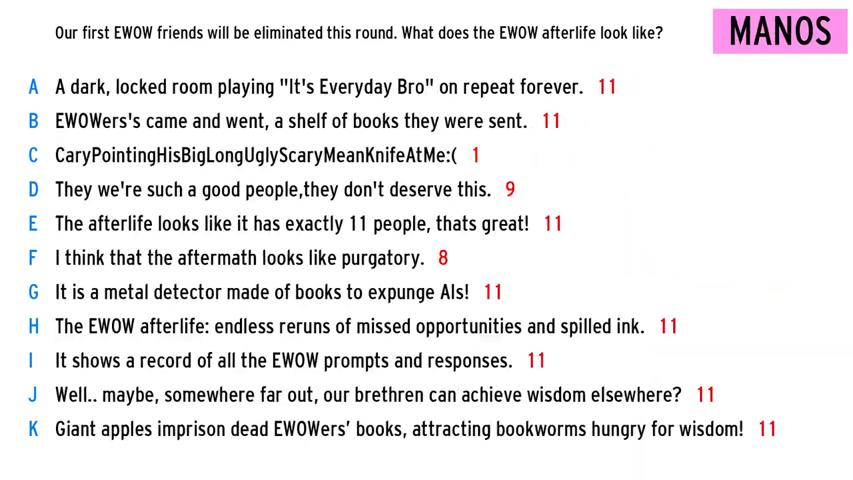 Our first EWOW friends will be eliminated this round. What does the EWOW afterlife look like?
MANOS
A A dark, locked room playing "It's Everyday Bro" on repeat forever. 11
B EWOWers's came and went, a shelf of books they were sent. 11
C CaryPointingHisBigLongUglyScaryMeanKnifeAtMe:( 1
D They we're such a good people,they don't deserve this. 9
E The afterlife looks like it has exactly 11 people, thats great! 11
F I think that the aftermath looks like purgatory. 8
G It is a metal detector made of books to expunge AIs! 11
H The EWOW afterlife: endless reruns of missed opportunities and spilled ink. 11
I It shows a record of all the EWOW prompts and responses. 11
J Well.. maybe, somewhere far out, our brethren can achieve wisdom elsewhere? 11
K Giant apples imprison dead EWOWers’ books, attracting bookworms hungry for wisdom! 11